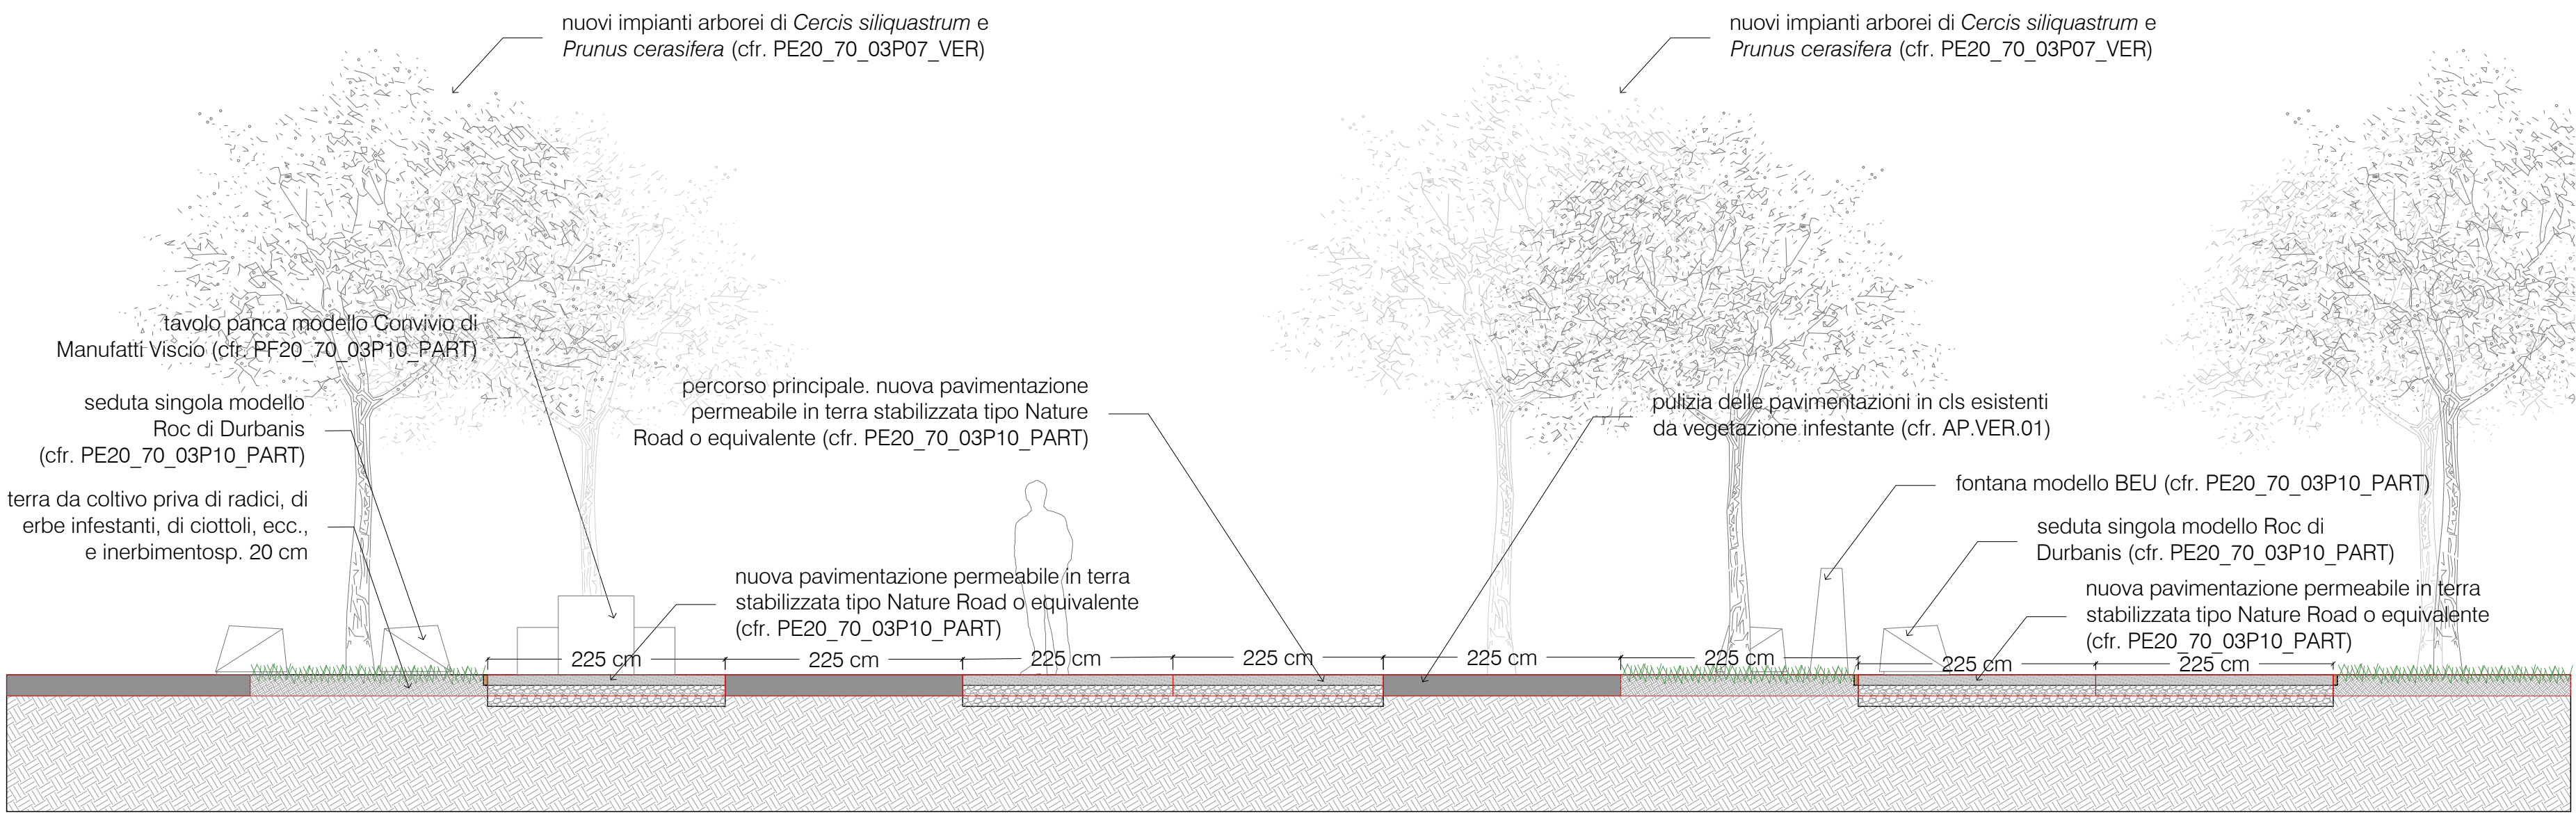 nuovi impianti arborei di Cercis siliquastrum e
Prunus cerasifera (cfr. PE20_70_03P07_VER)
nuovi impianti arborei di Cercis siliquastrum e
Prunus cerasifera (cfr. PE20_70_03P07_VER)
tavolo panca modello Convivio di
Manufatti Viscio (cfr. PF20_70_03P10_PART)
seduta singola modello
Roc di Durbanis
(cfr. PE20_70_03P10_PART)
terra da coltivo priva di radici, di
erbe infestanti, di ciottoli, ecc.,
e inerbimentosp. 20 cm
percorso principale. nuova pavimentazione
permeabile in terra stabilizzata tipo Nature
Road o equivalente (cfr. PE20_70_03P10_PART)
nuova pavimentazione permeabile in terra
stabilizzata tipo Nature Road o equivalente
(cfr. PE20_70_03P10_PART)
pulizia delle pavimentazioni in cls esistenti
da vegetazione infestante (cfr. AP.VER.01)
fontana modello BEU (cfr. PE20_70_03P10_PART)
seduta singola modello Roc di
Durbanis (cfr. PE20_70_03P10_PART)
nuova pavimentazione permeabile in terra
stabilizzata tipo Nature Road o equivalente
(cfr. PE20_70_03P10_PART)
225 cm
225 cm
225 cm
225 cm
225 cm
225 cm
225 cm
225 cm